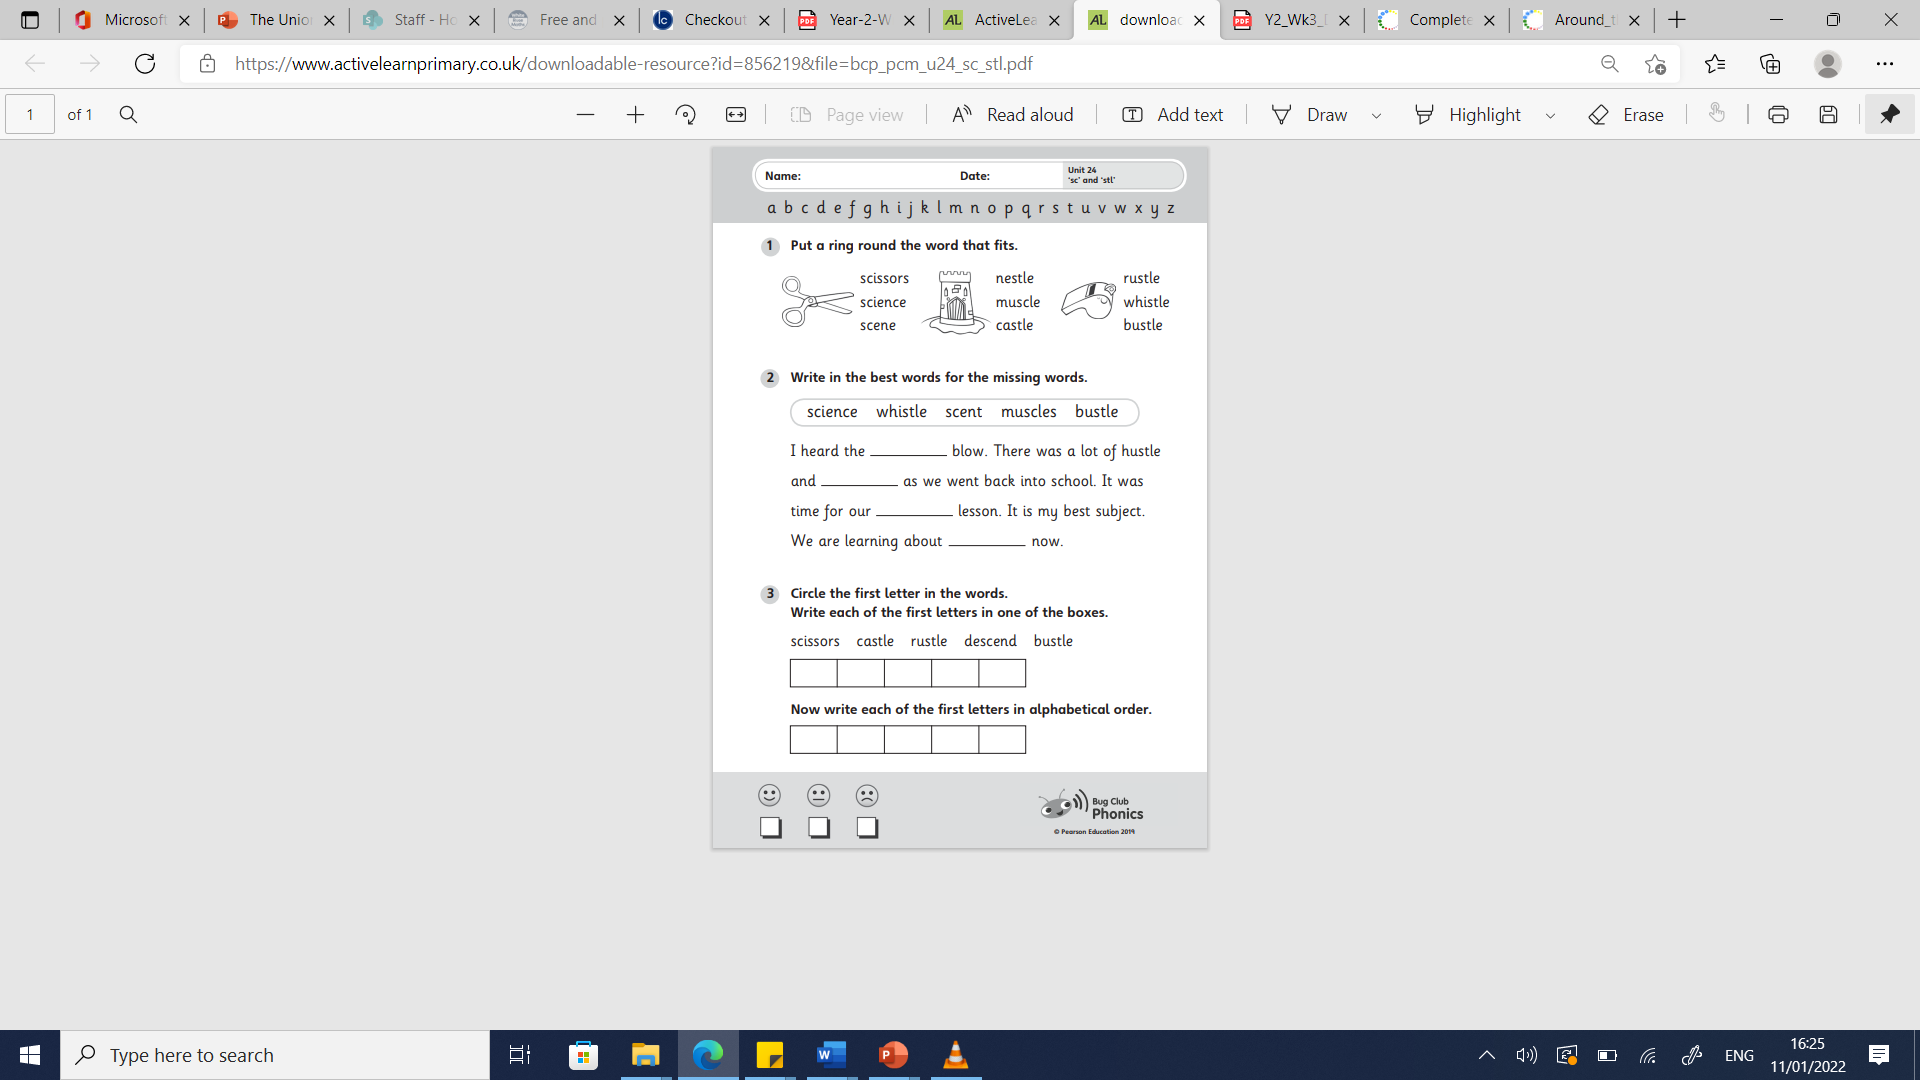 Microsoft
The Union
Staff - Ho
Free and
Checkout
Year-2-W
ActiveLea
download
Y2_Wk3_
Complete
Around_t
https://www.activelearnprimary.co.uk/downloadable-resource?id=856219&file=bcp_pcm_u24_sc_stl.pdf
1 of 1 Page view Read aloud Add text Draw Highlight Erase
Name: Date: Unit 24
'sc' and 'stl'
a b c d e f g h i j k l m n o p q r s t u v w x y z
1 Put a ring round the word that fits.
scissors nestle rustle
science muscle whistle
scene castle bustle
2 Write in the best words for the missing words.
science whistle scent muscles bustle
I heard the __________ blow. There was a lot of hustle
and __________ as we went back into school. It was
time for our __________ lesson. It is my best subject.
We are learning about __________ now.
3 Circle the first letter in the words.
Write each of the first letters in one of the boxes.
scissors castle rustle descend bustle
Now write each of the first letters in alphabetical order.
Bug Club
Phonics
© Pearson Education 2019
Type here to search
ENG
16:25
11/01/2022